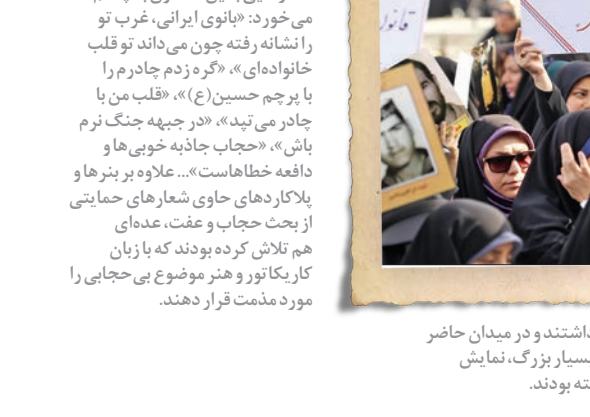 می‌خورد: «بانوی ایرانی، غرب تو
را نشانه رفته چون می‌داند تو قلب
خانواده‌ای»، «گره زدم چادرم را
با پرچم حسین(ع)»، «قلب من با
چادر می‌تپد»، «در جبهه جنگ نرم
باش»، «حجاب جاذبه خوبی‌ها و
دافعه خطاهاست»... علاوه بر بنرها و
پلاکاردهای حاوی شعارهای حمایتی
از بحث حجاب و عفت، عده‌ای
هم تلاش کرده بودند که با زبان
کاریکاتور و هنر موضوع بی‌حجابی را
مورد مذمت قرار دهند.
و در میدان حاضر
بزرگ، نمایش
بودند.